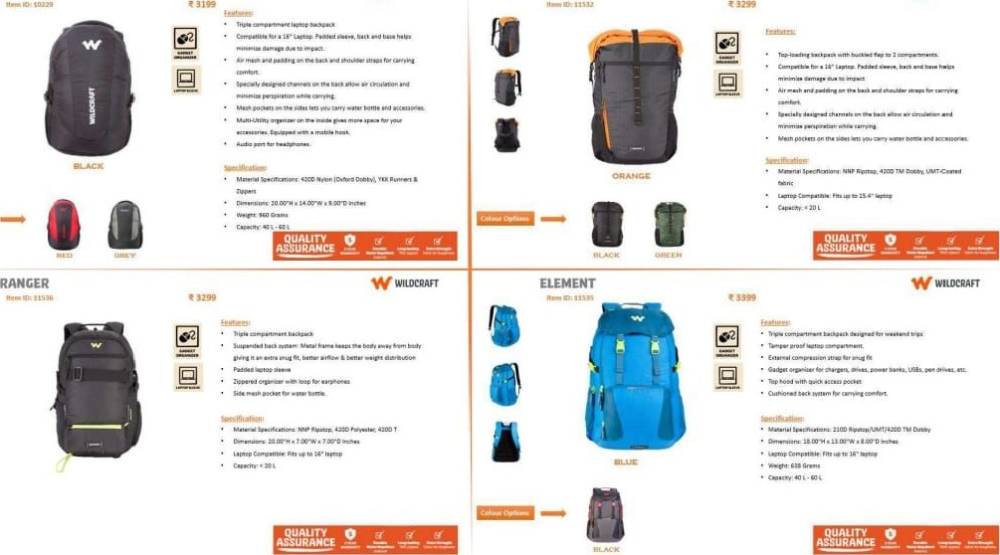 Item ID: 10229
₹ 3199
WILDCRAFT
BLACK
RED
GREY
GADGET
ORGANIZER
LAPTOP SLEEVE
Features:
• Triple compartment laptop backpack
• Compatible for a 16" Laptop. Padded sleeve, back and base helps
minimize damage due to impact.
• Air mesh and padding on the back and shoulder straps for carrying
comfort.
• Specially designed channels on the back allow air circulation and
minimize perspiration while carrying.
• Mesh pockets on the sides lets you carry water bottle and accessories.
• Multi-Utility organizer on the inside gives more space for your
accessories. Equipped with a mobile hook.
• Audio port for headphones.
Specification:
• Material Specifications: 420D Nylon (Oxford Dobby), YKK Runners &
Zippers
• Dimensions: 20.00"H x 14.00"W x 9.00"D Inches
• Weight: 960 Grams
• Capacity: 40 L - 60 L
QUALITY
ASSURANCE
Item ID: 11532
₹ 3299
ORANGE
Colour Options
BLACK
GREEN
GADGET
ORGANIZER
LAPTOP SLEEVE
Features:
• Top-loading backpack with buckled flap to 2 compartments.
• Compatible for a 16" Laptop. Padded sleeve, back and base helps
minimize damage due to impact
• Air mesh and padding on the back and shoulder straps for carrying
comfort.
• Specially designed channels on the back allow air circulation and
minimize perspiration while carrying.
• Mesh pockets on the sides lets you carry water bottle and accessories.
Specification:
• Material Specifications: NNP Ripstop, 420D TM Dobby, UMT-Coated
fabric
• Laptop Compatible: Fits up to 15.4" laptop
• Capacity: < 20 L
QUALITY
ASSURANCE
RANGER
WILDCRAFT
Item ID: 11536
₹ 3299
GADGET
ORGANIZER
LAPTOP SLEEVE
Features:
• Triple compartment backpack
• Suspended back system: Metal frame keeps the body away from body
giving it an extra snug fit, better airflow & better weight distribution
• Padded laptop sleeve
• Zippered organizer with loop for earphones
• Side mesh pocket for water bottle.
Specification:
• Material Specifications: NNP Ripstop, 420D Polyester, 420D T
• Dimensions: 20.00"H x 7.00"W x 7.00"D Inches
• Laptop Compatible: Fits up to 16" laptop
• Capacity: < 20 L
QUALITY
ASSURANCE
ELEMENT
WILDCRAFT
Item ID: 11535
₹ 3399
BLUE
Colour Options
BLACK
GADGET
ORGANIZER
LAPTOP SLEEVE
Features:
• Triple compartment backpack designed for weekend trips
• Tamper proof laptop compartment.
• External compression strap for snug fit
• Gadget organizer for chargers, drives, power banks, USBs, pen drives, etc.
• Top hood with quick access pocket
• Cushioned back system for carrying comfort.
Specification:
• Material Specifications: 210D Ripstop/UMT/420D TM Dobby
• Dimensions: 18.00"H x 13.00"W x 8.00"D Inches
• Laptop Compatible: Fits up to 16" laptop
• Weight: 638 Grams
• Capacity: 40 L - 60 L
QUALITY
ASSURANCE